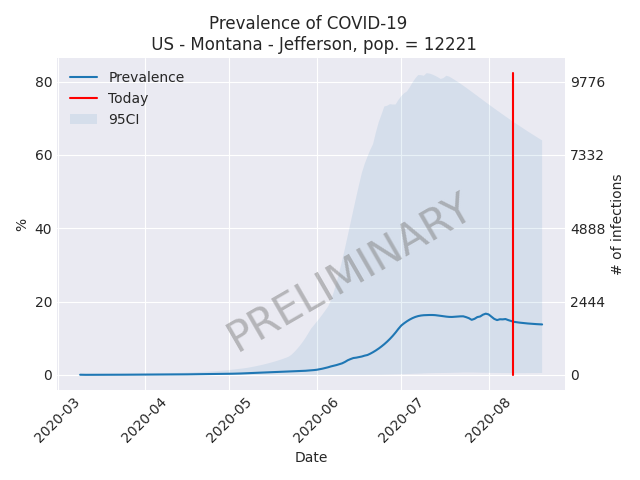 Prevalence of COVID-19
US - Montana - Jefferson, pop. = 12221
Prevalence
Today
95CI
80
60
40
20
0
%
9776
7332
4888
2444
0
# of infections
PRELIMINARY
2020-03
2020-04
2020-05
2020-06
2020-07
2020-08
Date